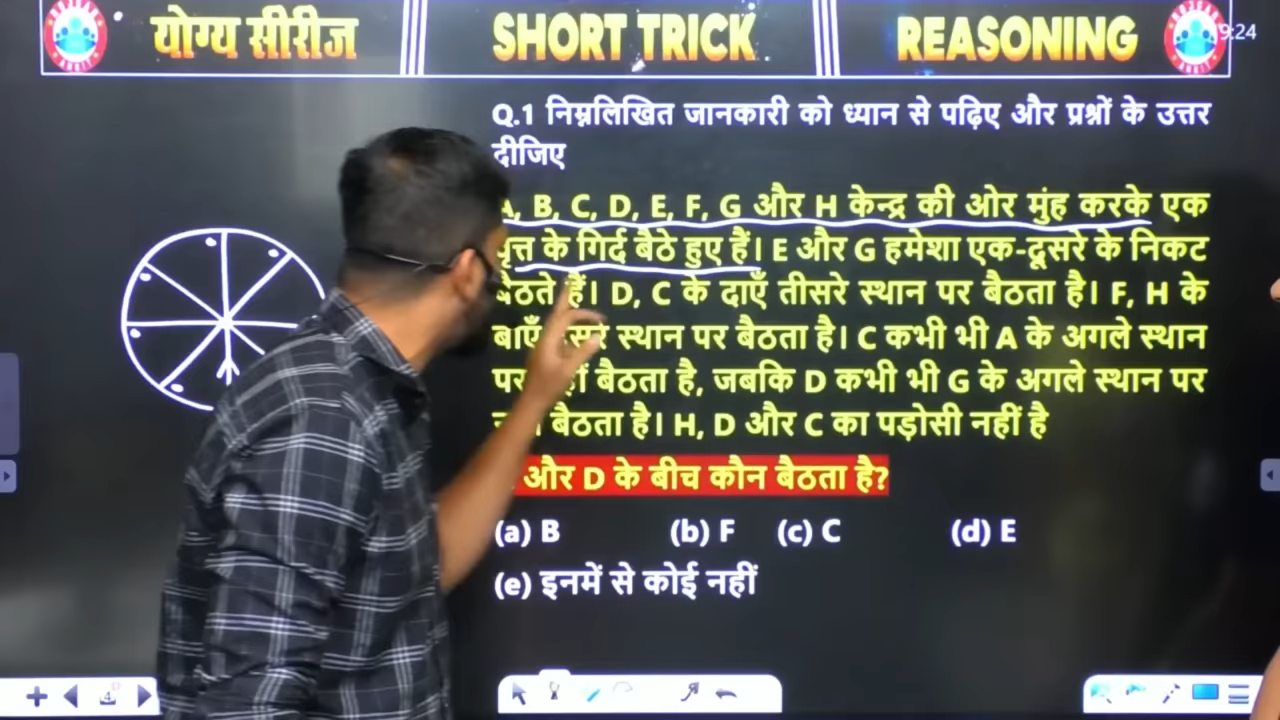 योग्य सीरीज
SHORT TRICK
REASONING
9:24
Q.1 निम्नलिखित जानकारी को ध्यान से पढ़िए और प्रश्नों के उत्तर
दीजिए
A, B, C, D, E, F, G और H केन्द्र की ओर मुंह करके एक
वृत्त के गिर्द बैठे हुए हैं। E और G हमेशा एक-दूसरे के निकट
बैठते हैं। D, C के दाएँ तीसरे स्थान पर बैठता है। F, H के
बाएँ स्थान पर बैठता है। C कभी भी A के अगले स्थान
पर बैठता है, जबकि D कभी भी G के अगले स्थान पर
बैठता है। H, D और C का पड़ोसी नहीं है
और D के बीच कौन बैठता है?
(a) B (b) F (c) C (d) E
(e) इनमें से कोई नहीं